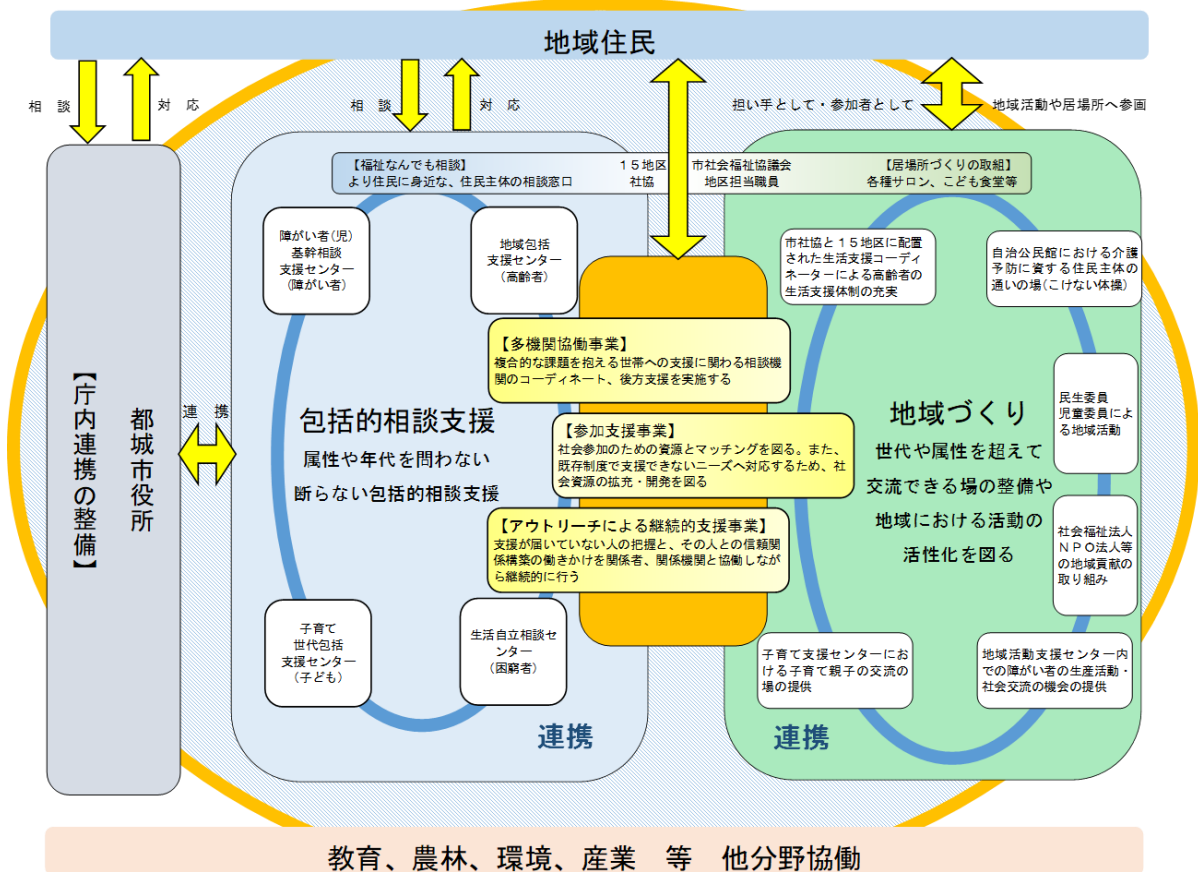 地域住民
相 談
対 応
相 談
対 応
担い手として・参加者として
地域活動や居場所へ参画
【福祉なんでも相談】
より住民に身近な、住民主体の相談窓口
１５地区
社協
市社会福祉協議会
地区担当職員
【居場所づくりの取組】
各種サロン、こども食堂等
【庁内連携の整備】
都城市役所
連 携
障がい者(児)
基幹相談
支援センター
(障がい者)
地域包括
支援センター
(高齢者)
包括的相談支援
属性や年代を問わない
断らない包括的相談支援
子育て
世代包括
支援センター
(子ども)
生活自立相談セ
ンター
(困窮者)
連携
【多機関協働事業】
複合的な課題を抱える世帯への支援に関わる相談機
関のコーディネート、後方支援を実施する
【参加支援事業】
社会参加のための資源とマッチングを図る。また、
既存制度で支援できないニーズへ対応するため、社
会資源の拡充・開発を図る
【アウトリーチによる継続的支援事業】
支援が届いていない人の把握と、その人との信頼関
係構築の働きかけを関係者、関係機関と協働しなが
ら継続的に行う
市社協と１５地区に配置
された生活支援コーディ
ネーターによる高齢者の
生活支援体制の充実
自治公民館における介護
予防に資する住民主体の
通いの場(こけない体操)
地域づくり
世代や属性を超えて
交流できる場の整備や
地域における活動の
活性化を図る
民生委員
児童委員によ
る地域活動
社会福祉法人
ＮＰＯ法人等
の地域貢献の
取り組み
子育て支援センターにお
ける子育て親子の交流の
場の提供
地域活動支援センター内
での障がい者の生産活動・
社会交流の機会の提供
連携
教育、農林、環境、産業 等 他分野協働